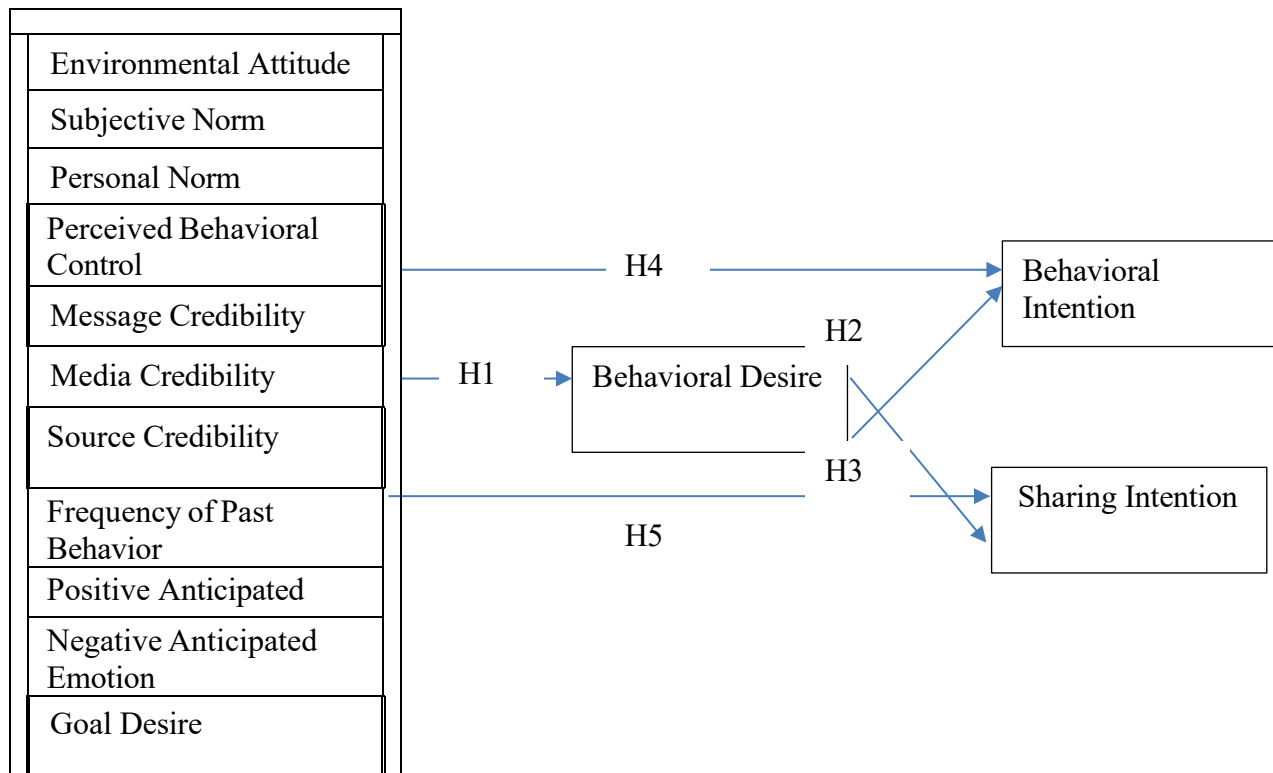 Environmental Attitude
Subjective Norm
Personal Norm
Perceived Behavioral
Control
Message Credibility
Media Credibility
Source Credibility
Frequency of Past
Behavior
Positive Anticipated
Negative Anticipated
Emotion
Goal Desire
H4
H1
H5
Behavioral Desire
H2
H3
Behavioral
Intention
Sharing Intention